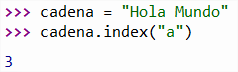 >>> cadena = "Hola Mundo"
>>> cadena.index("a")
3